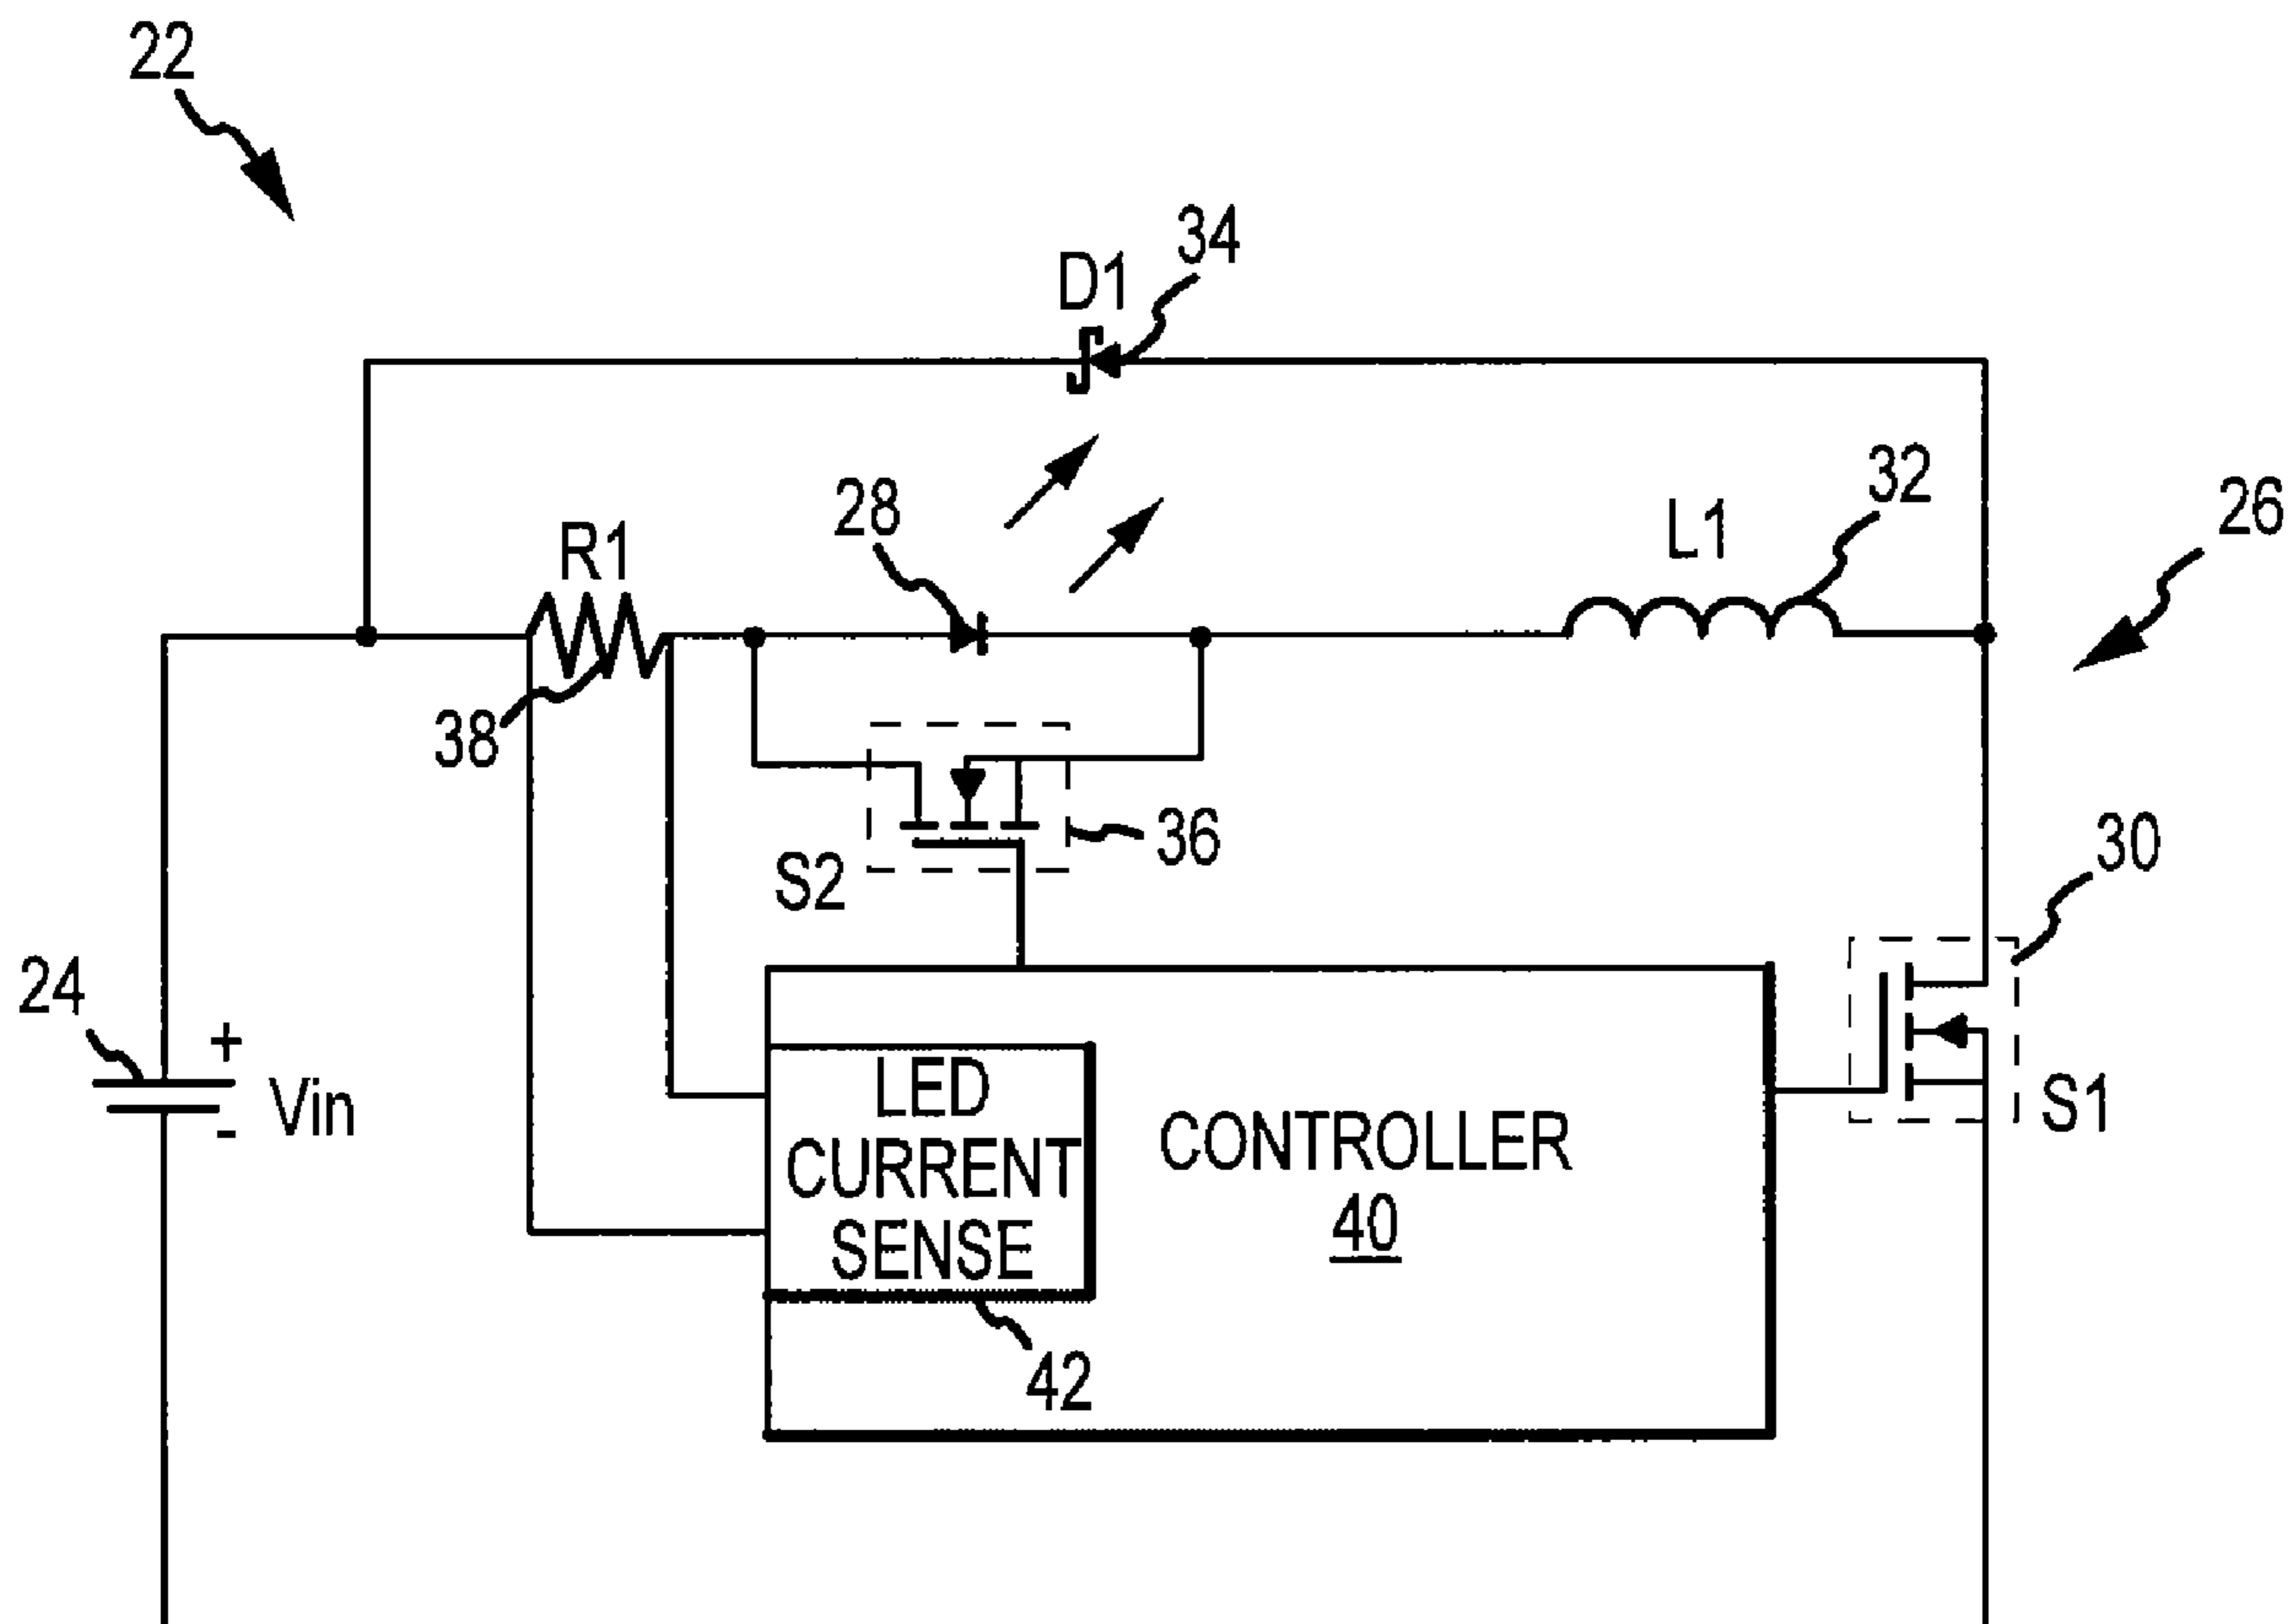 22
34
D1
28
32
L1
26
R1
38
36
30
S2
24
+
Vin
-
LED
CURRENT
SENSE
CONTROLLER
40
S1
42